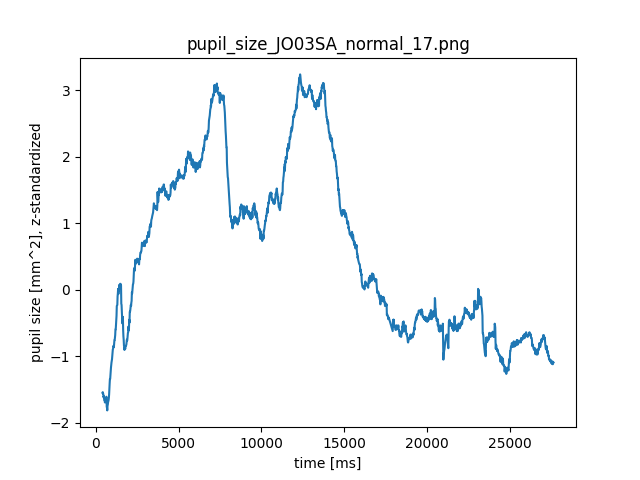 pupil_size_JO03SA_normal_17.png
pupil size [mm^2], z-standardized
3
2
1
0
−1
−2
0 5000 10000 15000 20000 25000
time [ms]